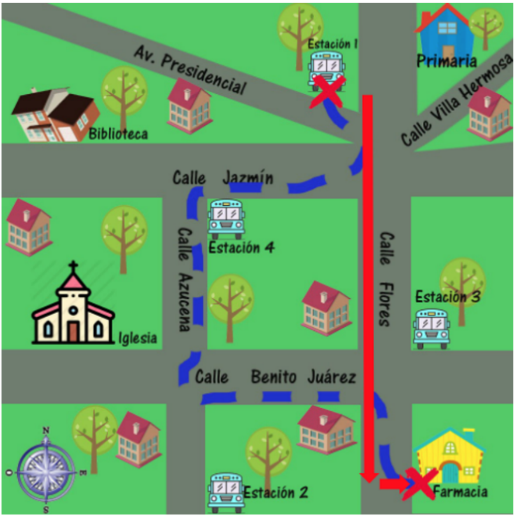 Estación 1
Av. Presidencial
Primaria
Calle Villa Hermosa
Biblioteca
Calle Jazmín
Estación 4
Calle Azucena
Calle Flores
Estación 3
Iglesia
Calle Benito Juárez
N
O
E
S
Estación 2
Farmacia